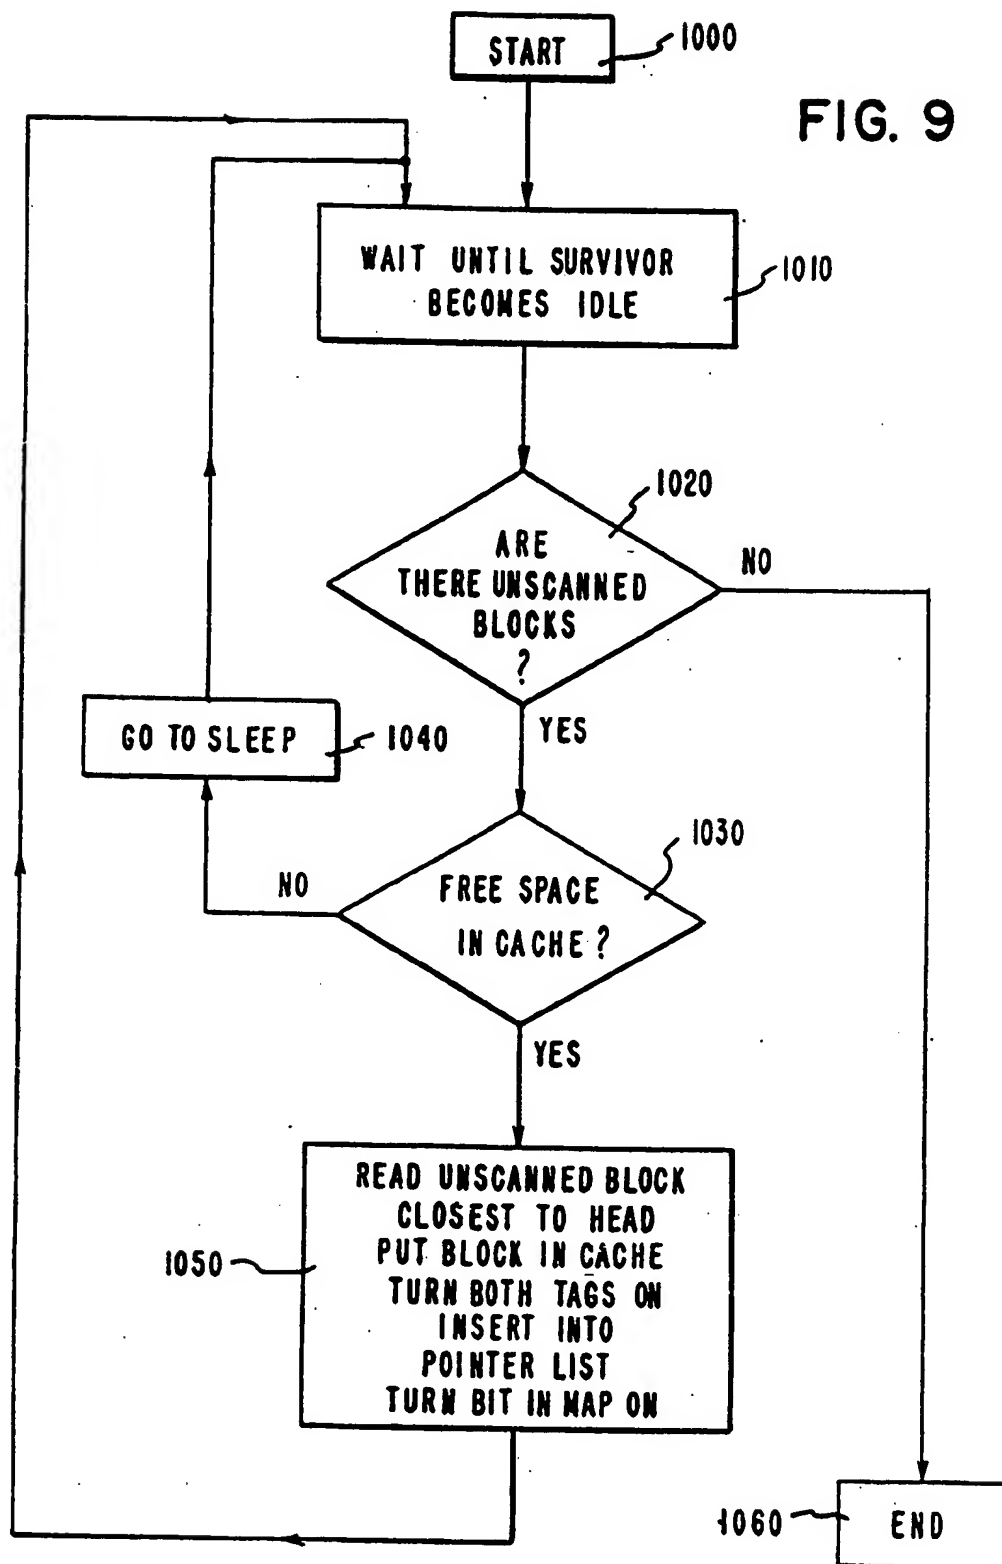 START
1000
FIG. 9
WAIT UNTIL SURVIVOR
BECOMES IDLE
1010
1020
ARE
THERE UNSCANNED
BLOCKS
?
NO
YES
GO TO SLEEP
1040
1030
FREE SPACE
IN CACHE ?
NO
YES
1050
READ UNSCANNED BLOCK
CLOSEST TO HEAD
PUT BLOCK IN CACHE
TURN BOTH TAGS ON
INSERT INTO
POINTER LIST
TURN BIT IN MAP ON
1060
END